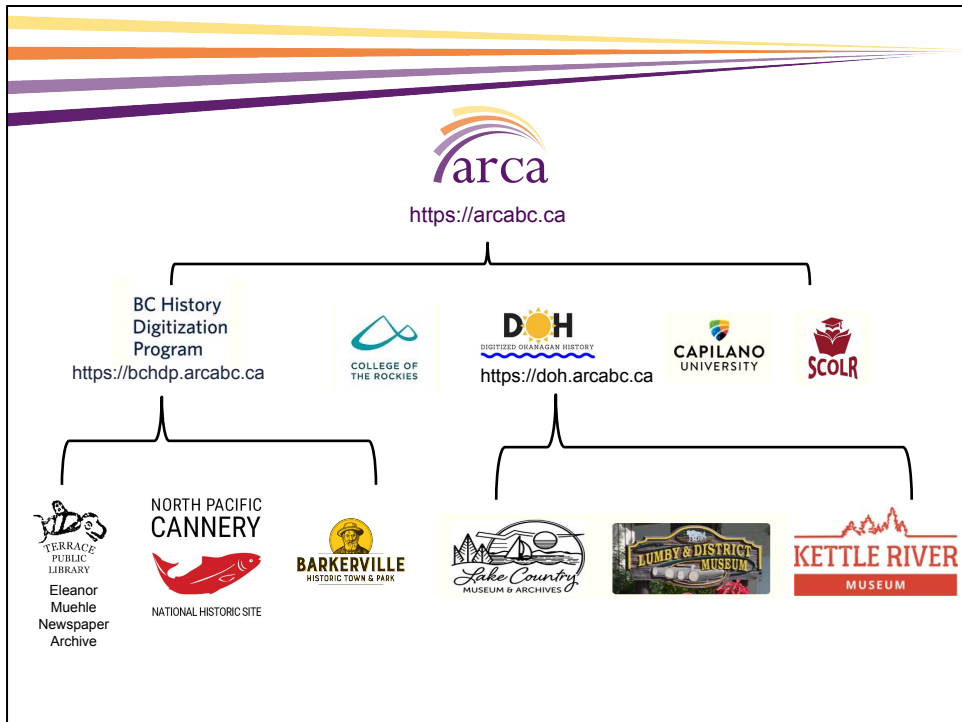 arca
https://arcabc.ca
BC History
Digitization
Program
https://bchdp.arcabc.ca
COLLEGE OF
THE ROCKIES
DOH
DIGITIZED OKANAGAN HISTORY
https://doh.arcabc.ca
CAPILANO
UNIVERSITY
SCOLR
TERRACE
PUBLIC
LIBRARY
Eleanor
Muehle
Newspaper
Archive
NORTH PACIFIC
CANNERY
NATIONAL HISTORIC SITE
BARKERVILLE
HISTORIC TOWN & PARK
Lake Country
MUSEUM & ARCHIVES
LUMBY & DISTRICT
MUSEUM
KETTLE RIVER
MUSEUM